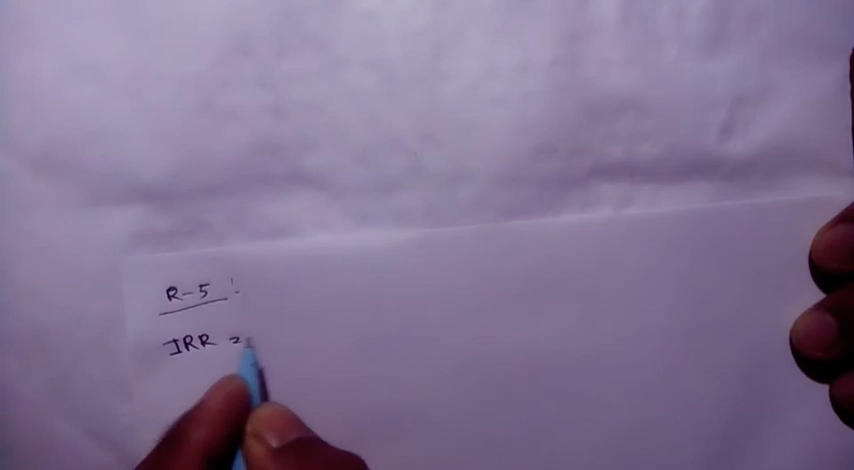 R-5 :
IRR =